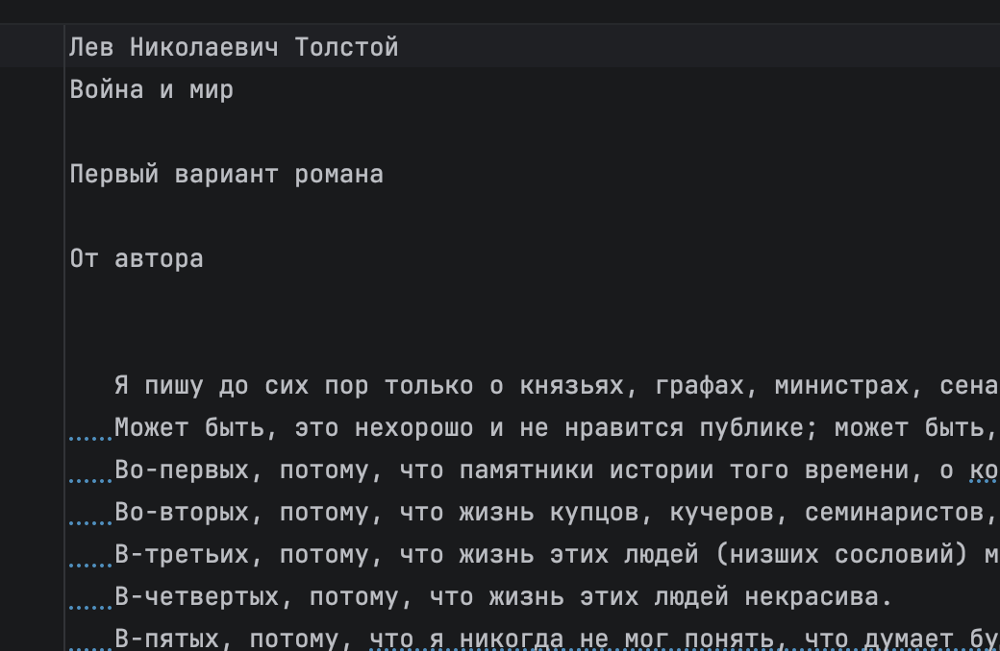 Лев Николаевич Толстой
Война и мир
Первый вариант романа
От автора
Я пишу до сих пор только о князьях, графах, министрах,
Может быть, это нехорошо и не нравится публике; может быть,
Во-первых, потому, что памятники истории того времени, о
Во-вторых, потому, что жизнь купцов, кучеров, семинаристов,
В-третьих, потому, что жизнь этих людей (низших сословий)
В-четвертых, потому, что жизнь этих людей некрасива.
В-пятых, потому, что я никогда не мог понять, что думает